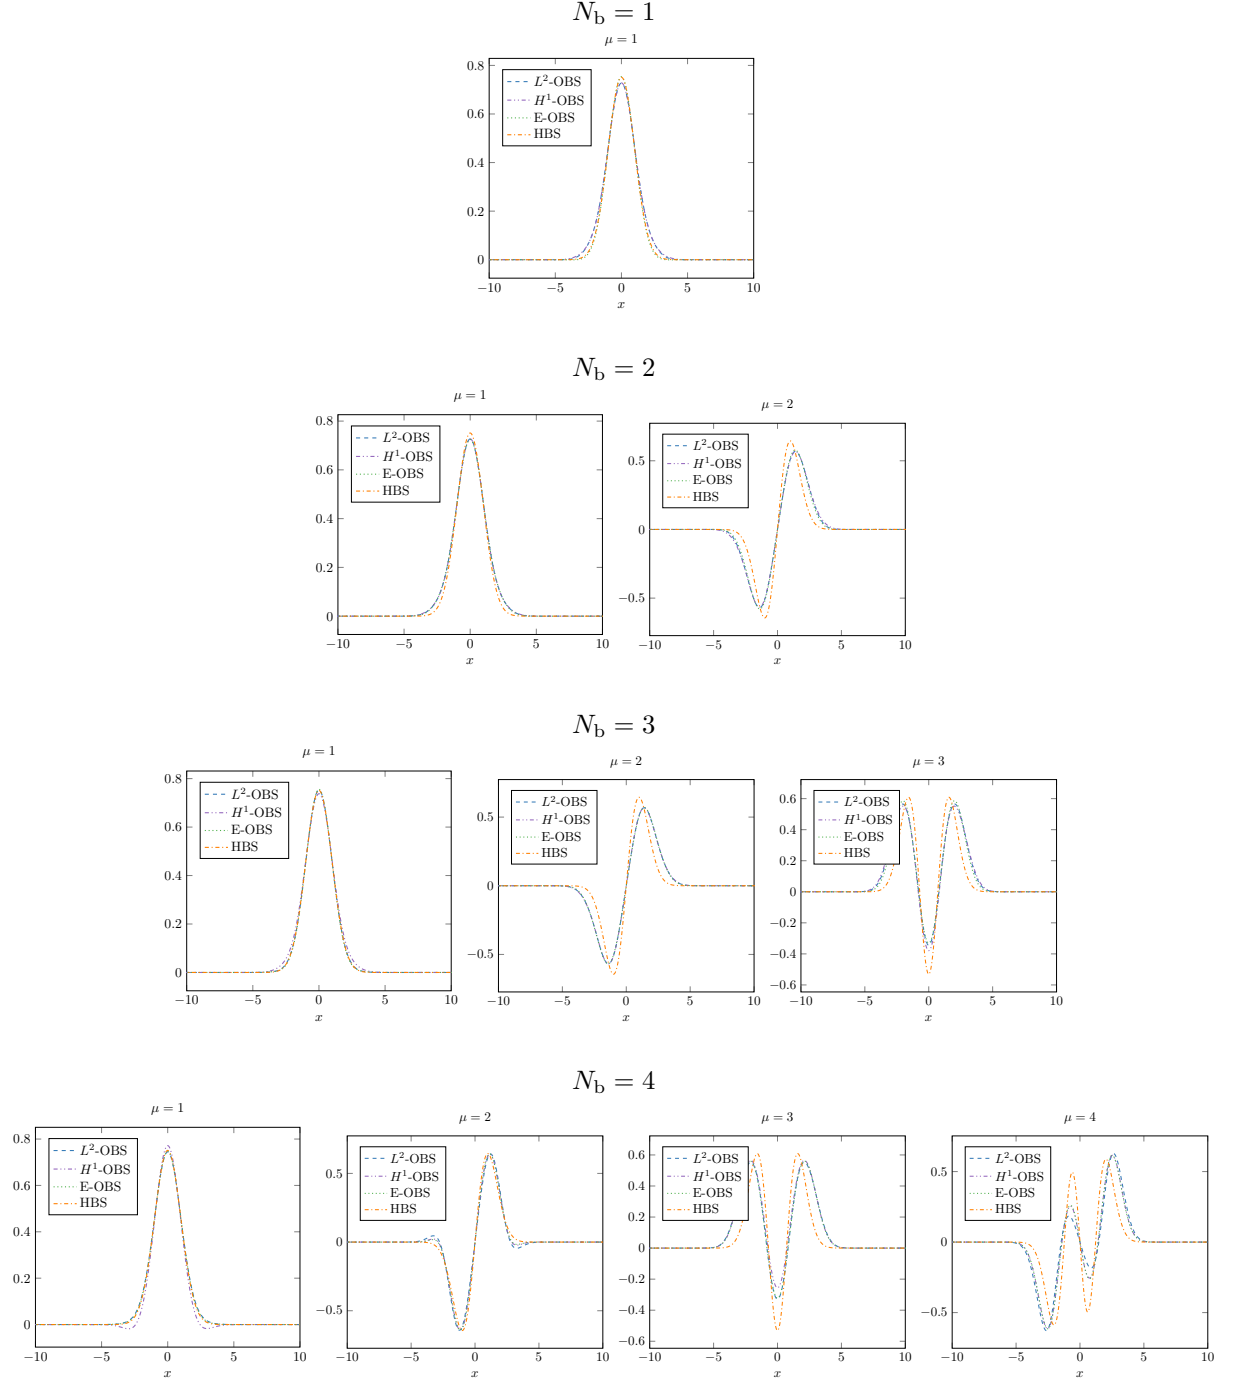 N_b = 1
μ = 1
L²-OBS
H¹-OBS
E-OBS
HBS
0.8
0.6
0.4
0.2
0
−10 −5 0 5 10
x
N_b = 2
μ = 1
L²-OBS
H¹-OBS
E-OBS
HBS
0.8
0.6
0.4
0.2
0
−10 −5 0 5 10
x
μ = 2
L²-OBS
H¹-OBS
E-OBS
HBS
0.5
0
−0.5
−10 −5 0 5 10
x
N_b = 3
μ = 1
L²-OBS
H¹-OBS
E-OBS
HBS
0.8
0.6
0.4
0.2
0
−10 −5 0 5 10
x
μ = 2
L²-OBS
H¹-OBS
E-OBS
HBS
0.5
0
−0.5
−10 −5 0 5 10
x
μ = 3
L²-OBS
H¹-OBS
E-OBS
HBS
0.6
0.4
0.2
0
−0.2
−0.4
−0.6
−10 −5 0 5 10
x
N_b = 4
μ = 1
L²-OBS
H¹-OBS
E-OBS
HBS
0.8
0.6
0.4
0.2
0
−10 −5 0 5 10
x
μ = 2
L²-OBS
H¹-OBS
E-OBS
HBS
0.5
0
−0.5
−10 −5 0 5 10
x
μ = 3
L²-OBS
H¹-OBS
E-OBS
HBS
0.6
0.4
0.2
0
−0.2
−0.4
−0.6
−10 −5 0 5 10
x
μ = 4
L²-OBS
H¹-OBS
E-OBS
HBS
0.5
0
−0.5
−10 −5 0 5 10
x